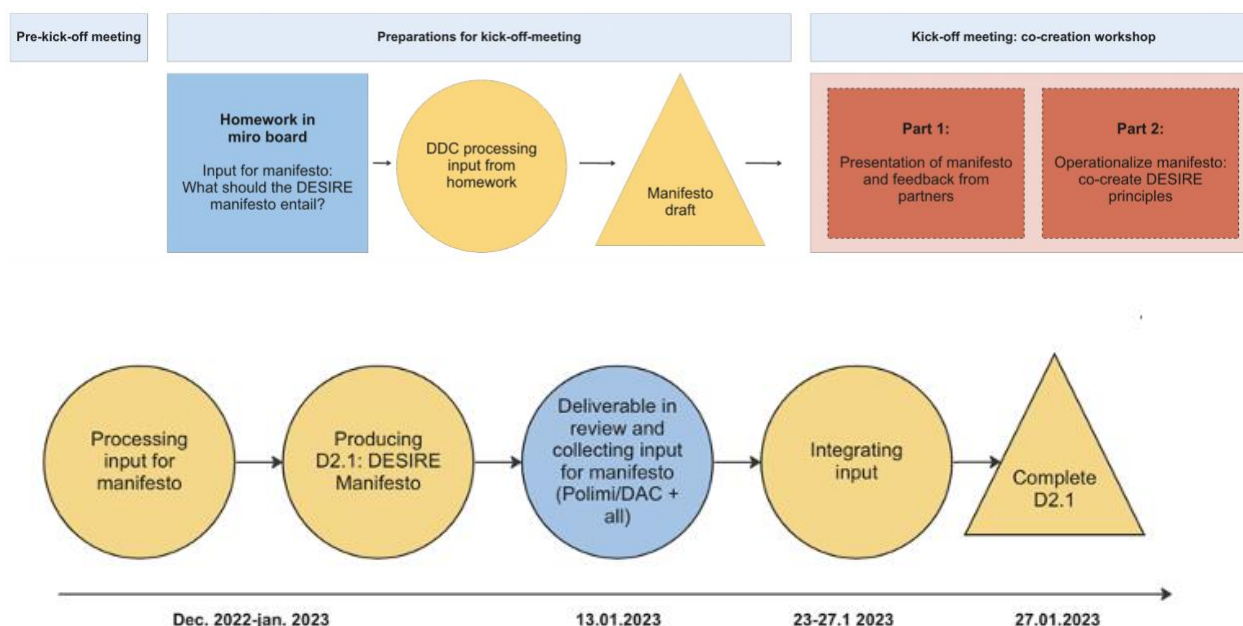 Pre-kick-off meeting
Preparations for kick-off-meeting
Kick-off meeting: co-creation workshop
Homework in
miro board
Input for manifesto:
What should the DESIRE
manifesto entail?
DDC processing
input from
homework
Manifesto
draft
Part 1:
Presentation of manifesto
and feedback from
partners
Part 2:
Operationalize manifesto:
co-create DESIRE
principles
Processing
input for
manifesto
Producing
D2.1: DESIRE
Manifesto
Deliverable in
review and
collecting input
for manifesto
(Polimi/DAC +
all)
Integrating
input
Complete
D2.1
Dec. 2022-jan. 2023
13.01.2023
23-27.1 2023
27.01.2023